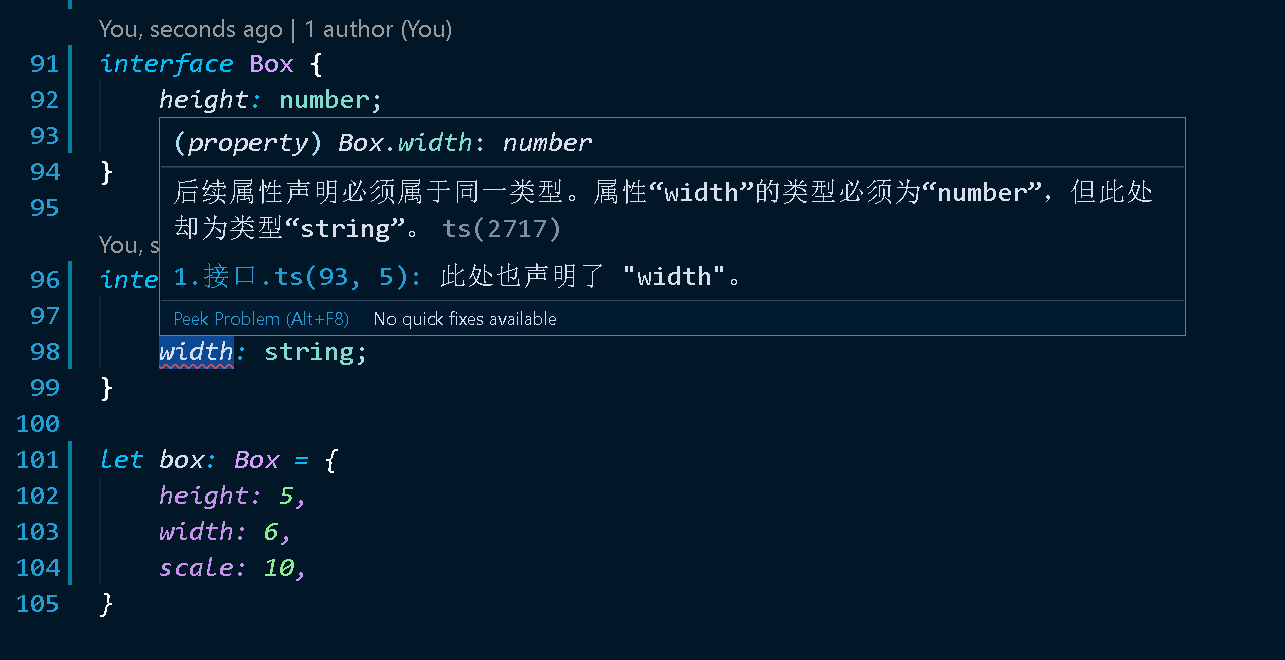 You, seconds ago | 1 author (You)
91 interface Box {
92 height: number;
93
(property) Box.width: number
94 }
后续属性声明必须属于同一类型。属性“width”的类型必须为“number”，但此处
95
却为类型“string”。 ts(2717)
You, s
96 inte
1.接口.ts(93, 5): 此处也声明了 "width"。
97
Peek Problem (Alt+F8) No quick fixes available
98 width: string;
99 }
100
101 let box: Box = {
102 height: 5,
103 width: 6,
104 scale: 10,
105 }